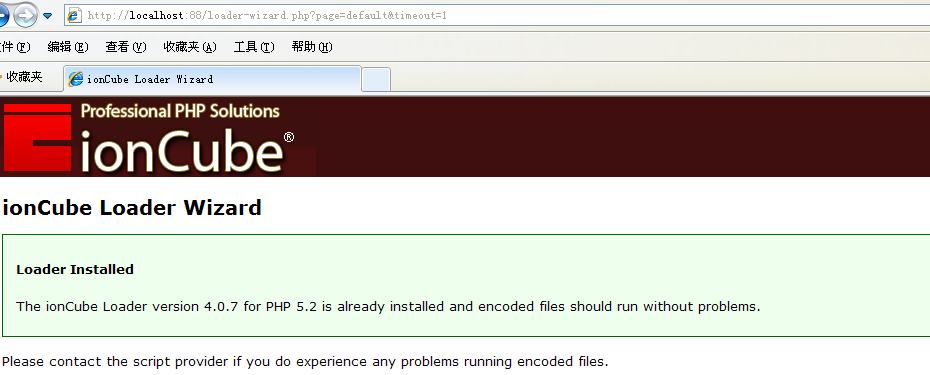 http://localhost:88/loader-wizard.php?page=default&timeout=1
件(F) 编辑(E) 查看(V) 收藏夹(A) 工具(T) 帮助(H)
收藏夹 ionCube Loader Wizard
Professional PHP Solutions
ionCube®
ionCube Loader Wizard
Loader Installed
The ionCube Loader version 4.0.7 for PHP 5.2 is already installed and encoded files should run without problems.
Please contact the script provider if you do experience any problems running encoded files.